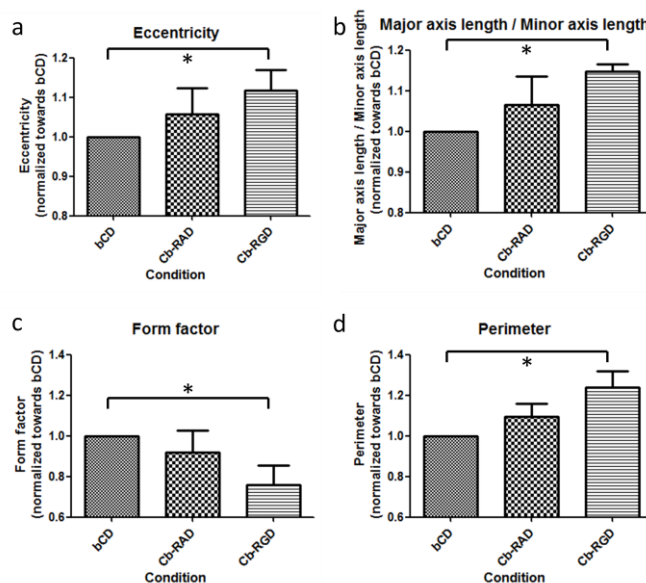 a
Eccentricity
Eccentricity
(normalized towards bCD)
1.2
1.1
1.0
0.9
0.8
*
bCD
Cb-RAD
Cb-RGD
Condition
b
Major axis length / Minor axis length
Major axis length / Minor axis length
(normalized towards bCD)
1.2
1.1
1.0
0.9
0.8
*
bCD
Cb-RAD
Cb-RGD
Condition
c
Form factor
Form factor
(normalized towards bCD)
1.4
1.2
1.0
0.8
0.6
*
bCD
Cb-RAD
Cb-RGD
Condition
d
Perimeter
Perimeter
(normalized towards bCD)
1.4
1.2
1.0
0.8
0.6
*
bCD
Cb-RAD
Cb-RGD
Condition